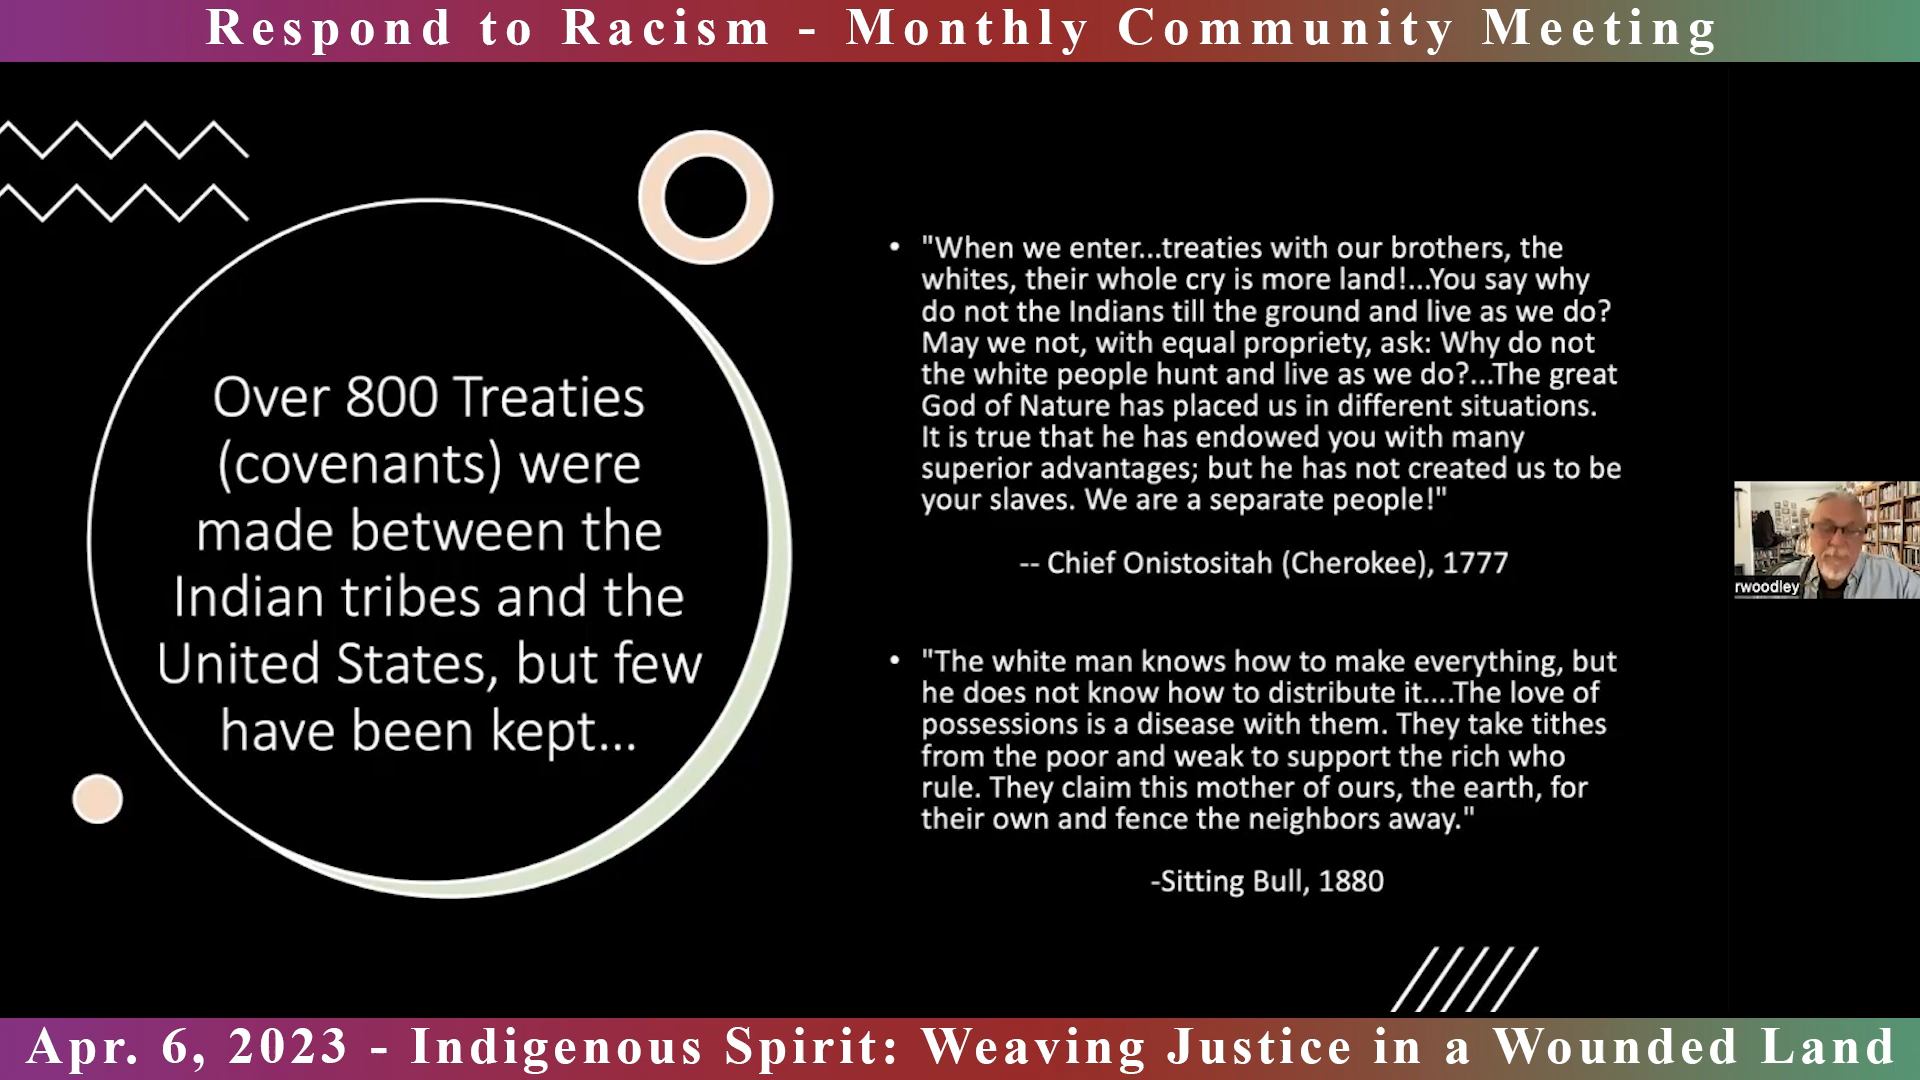 Respond to Racism - Monthly Community Meeting
Over 800 Treaties
(covenants) were
made between the
Indian tribes and the
United States, but few
have been kept...
• "When we enter...treaties with our brothers, the
whites, their whole cry is more land!...You say why
do not the Indians till the ground and live as we do?
May we not, with equal propriety, ask: Why do not
the white people hunt and live as we do?...The great
God of Nature has placed us in different situations.
It is true that he has endowed you with many
superior advantages; but he has not created us to be
your slaves. We are a separate people!"
-- Chief Onistositah (Cherokee), 1777
• "The white man knows how to make everything, but
he does not know how to distribute it....The love of
possessions is a disease with them. They take tithes
from the poor and weak to support the rich who
rule. They claim this mother of ours, the earth, for
their own and fence the neighbors away."
-Sitting Bull, 1880
rwoodley
Apr. 6, 2023 - Indigenous Spirit: Weaving Justice in a Wounded Land